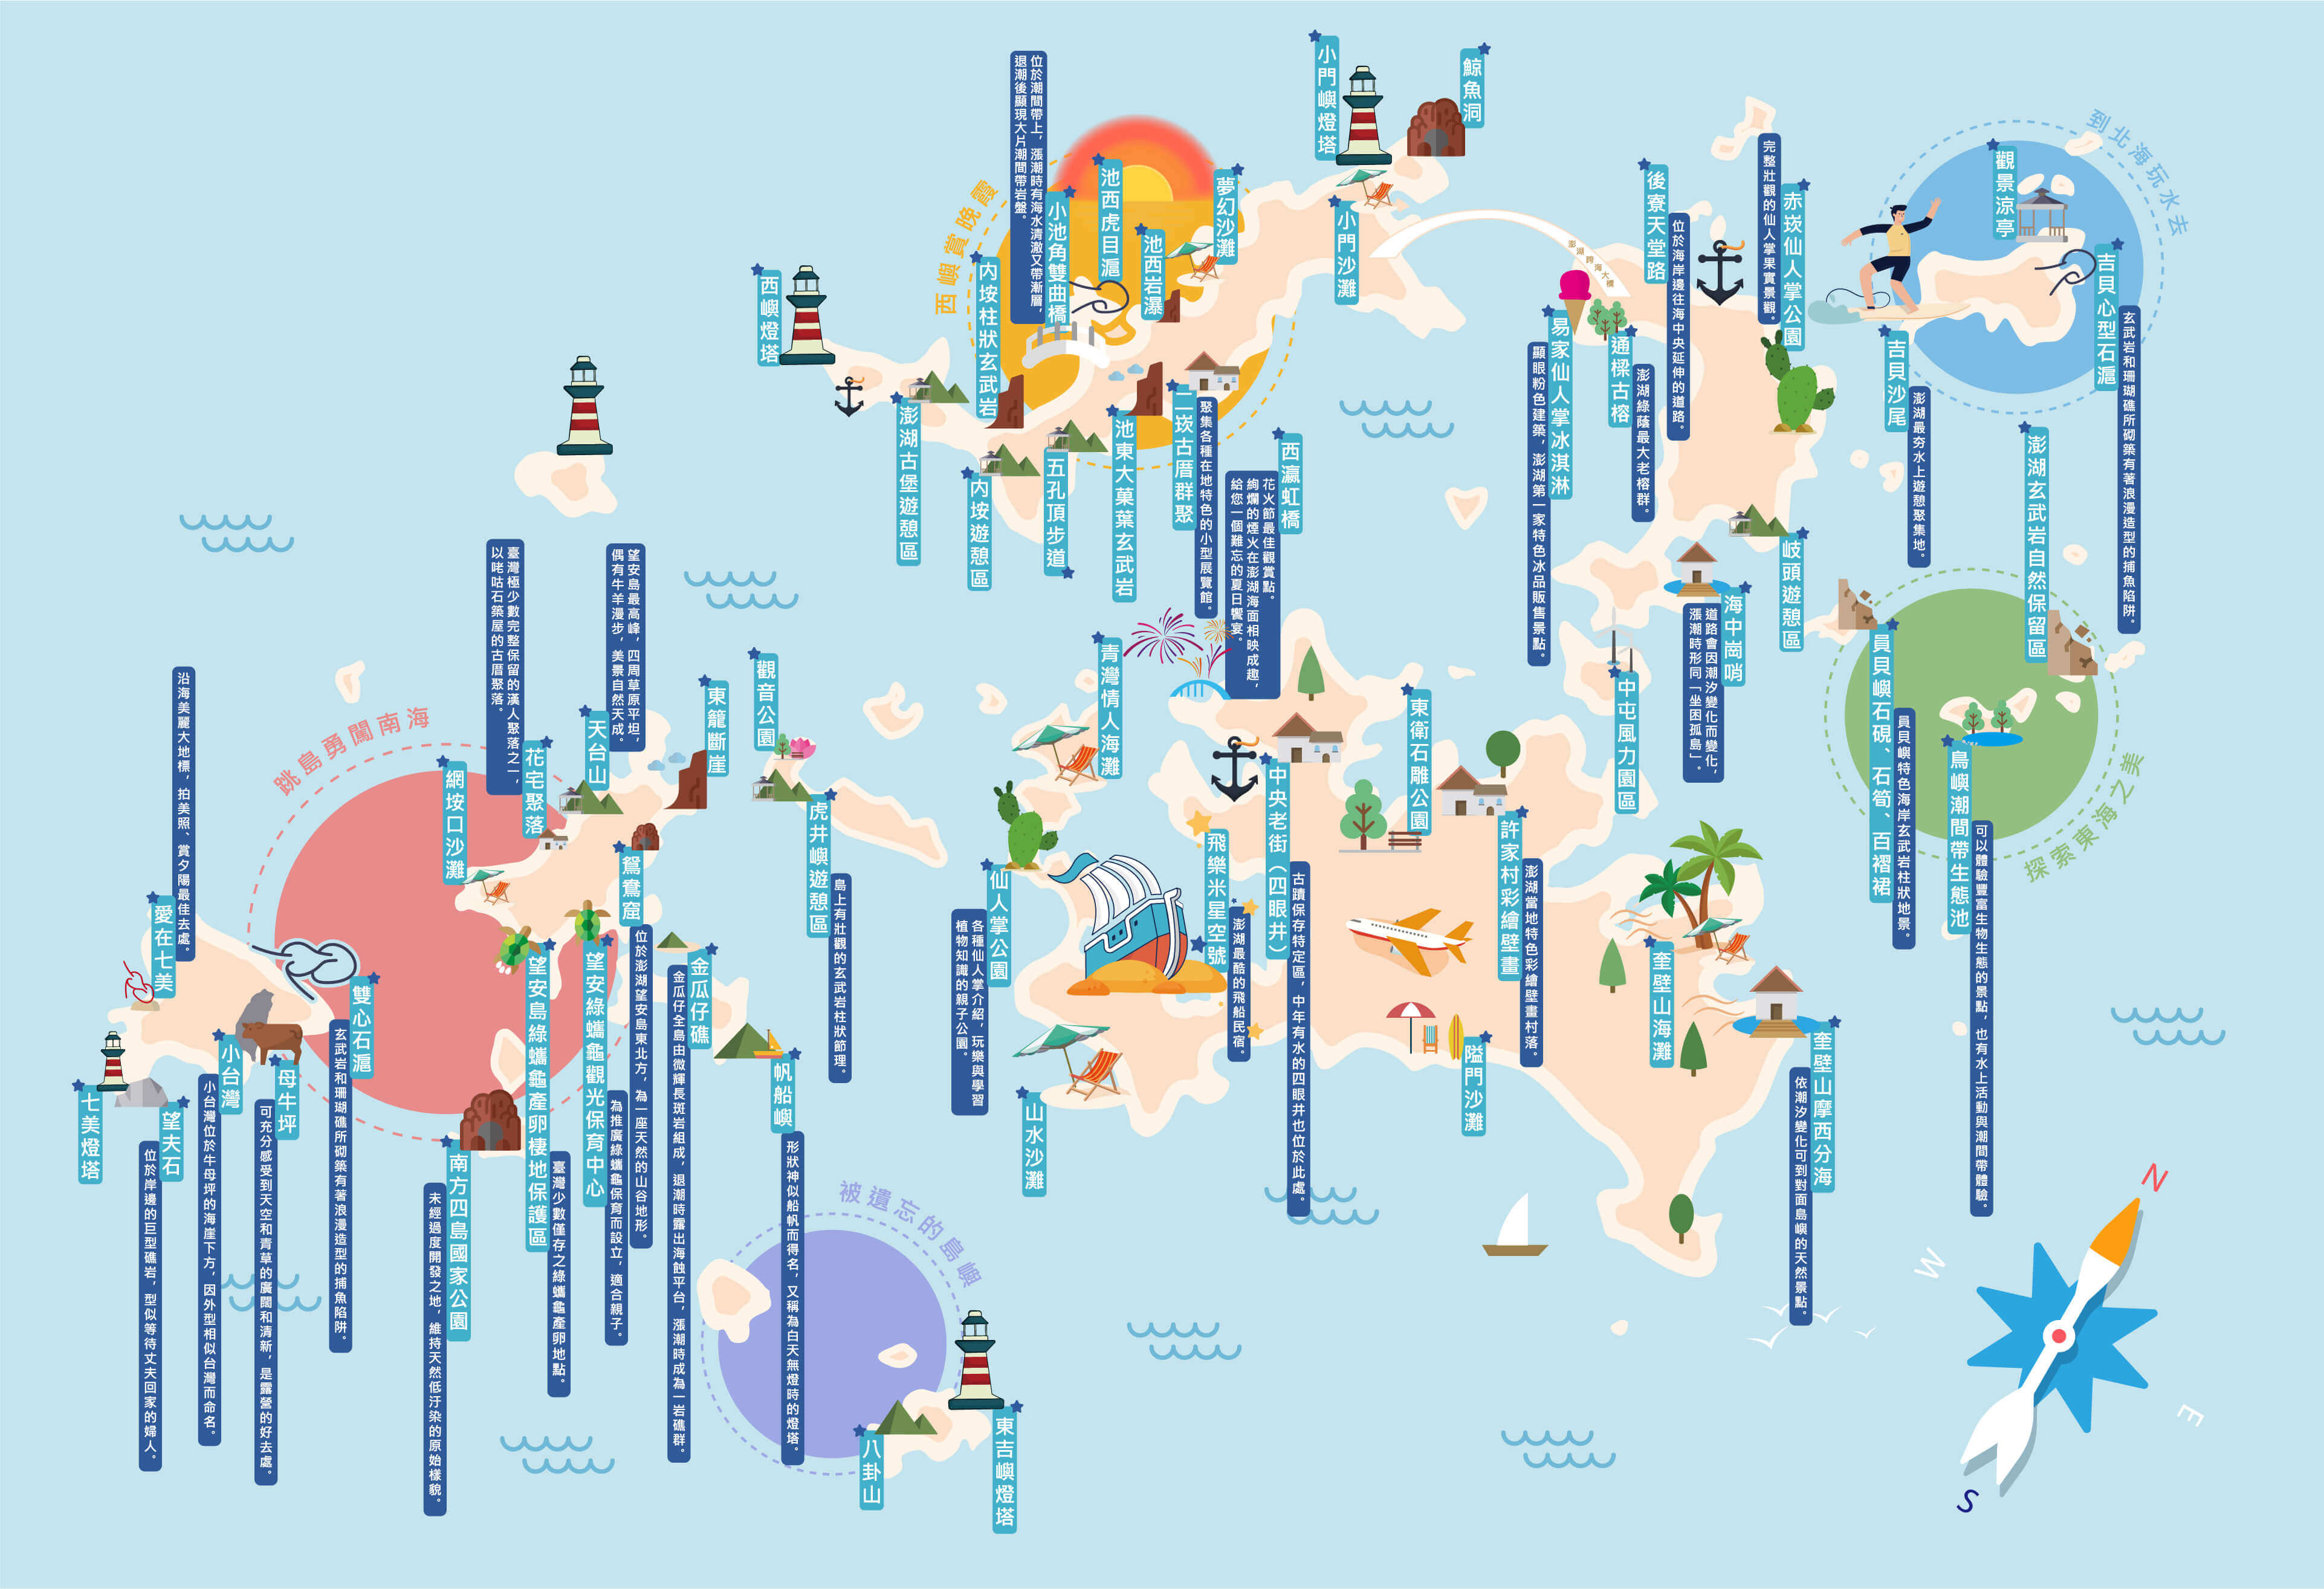 小門嶼燈塔
鯨魚洞
小門沙灘
澎湖跨海大橋
西嶼賞晚霞
西嶼燈塔
澎湖古堡遊憩區
內垵柱狀玄武岩
內垵遊憩區
位於潮間帶上，漲潮時有海水清澈又帶漸層，
退潮後顯現大片潮間帶岩盤。
小池角雙曲橋
池西虎目滬
池西岩瀑
夢幻沙灘
五孔頂步道
池東大菓葉玄武岩
二崁古厝群聚
聚集各種在地特色的小型展覽館。
西瀛虹橋
花火節最佳觀賞點。
絢爛的煙火在澎湖海面相映成趣，
給您一個難忘的夏日饗宴。
後寮天堂路
位於海岸邊往海中央延伸的道路。
赤崁仙人掌公園
完整壯觀的仙人掌果實景觀。
易家仙人掌冰淇淋
顯眼粉色建築，澎湖第一家特色冰品販售景點。
通樑古榕
澎湖綠蔭最大老榕群。
岐頭遊憩區
海中崗哨
道路會因潮汐變化而變化，
漲潮時形同「坐困孤島」。
中屯風力園區
到北海玩水去
觀景涼亭
吉貝心型石滬
玄武岩和珊瑚礁所砌築有著浪漫造型的捕魚陷阱。
吉貝沙尾
澎湖最夯水上遊憩聚集地。
澎湖玄武岩自然保留區
員貝嶼石硯、石筍、百褶裙
員貝嶼特色海岸玄武岩柱狀地景。
鳥嶼潮間帶生態池
可以體驗豐富生物生態的景點，也有水上活動與潮間帶體驗。
探索東海之美
青灣情人海灘
仙人掌公園
各種仙人掌介紹，玩樂與學習
植物知識的親子公園。
飛樂米星空號
澎湖最酷的飛船民宿。
中央老街（四眼井）
古蹟保存特定區，中年有水的四眼井也位於此處。
東衛石雕公園
許家村彩繪壁畫
澎湖當地特色彩繪壁畫村落。
隘門沙灘
山水沙灘
奎壁山海灘
奎壁山摩西分海
依潮汐變化可到對面島嶼的天然景點。
跳島勇闖南海
網垵口沙灘
花宅聚落
臺灣極少數完整保留的漢人聚落之一，
以咾咕石築屋的古厝聚落。
天台山
望安島最高峰，四周草原平坦，
偶有牛羊漫步，美景自然天成。
東籠斷崖
觀音公園
虎井嶼遊憩區
島上有壯觀的玄武岩柱狀節理。
鴛鴦窟
位於澎湖望安島東北方，為一座天然的山谷地形。
金瓜仔礁
金瓜仔全島由微輝長斑岩組成，退潮時露出海蝕平台，漲潮時成為一岩礁群。
帆船嶼
形狀神似船帆而得名，又稱為白天無燈時的燈塔。
望安綠蠵龜觀光保育中心
為推廣綠蠵龜保育而設立，適合親子。
望安島綠蠵龜產卵棲地保護區
臺灣少數僅存之綠蠵龜產卵地點。
南方四島國家公園
未經過度開發之地，維持天然低汙染的原始樣貌。
愛在七美
沿海美麗大地標，拍美照、賞夕陽最佳去處。
雙心石滬
玄武岩和珊瑚礁所砌築有著浪漫造型的捕魚陷阱。
母牛坪
可充分感受到天空和青草的廣闊和清新，是露營的好去處。
小台灣
小台灣位於牛母坪的海崖下方，因外型相似台灣而命名。
望夫石
位於岸邊的巨型礁岩，型似等待丈夫回家的婦人。
七美燈塔
被遺忘的島嶼
八卦山
東吉嶼燈塔
N
W
E
S